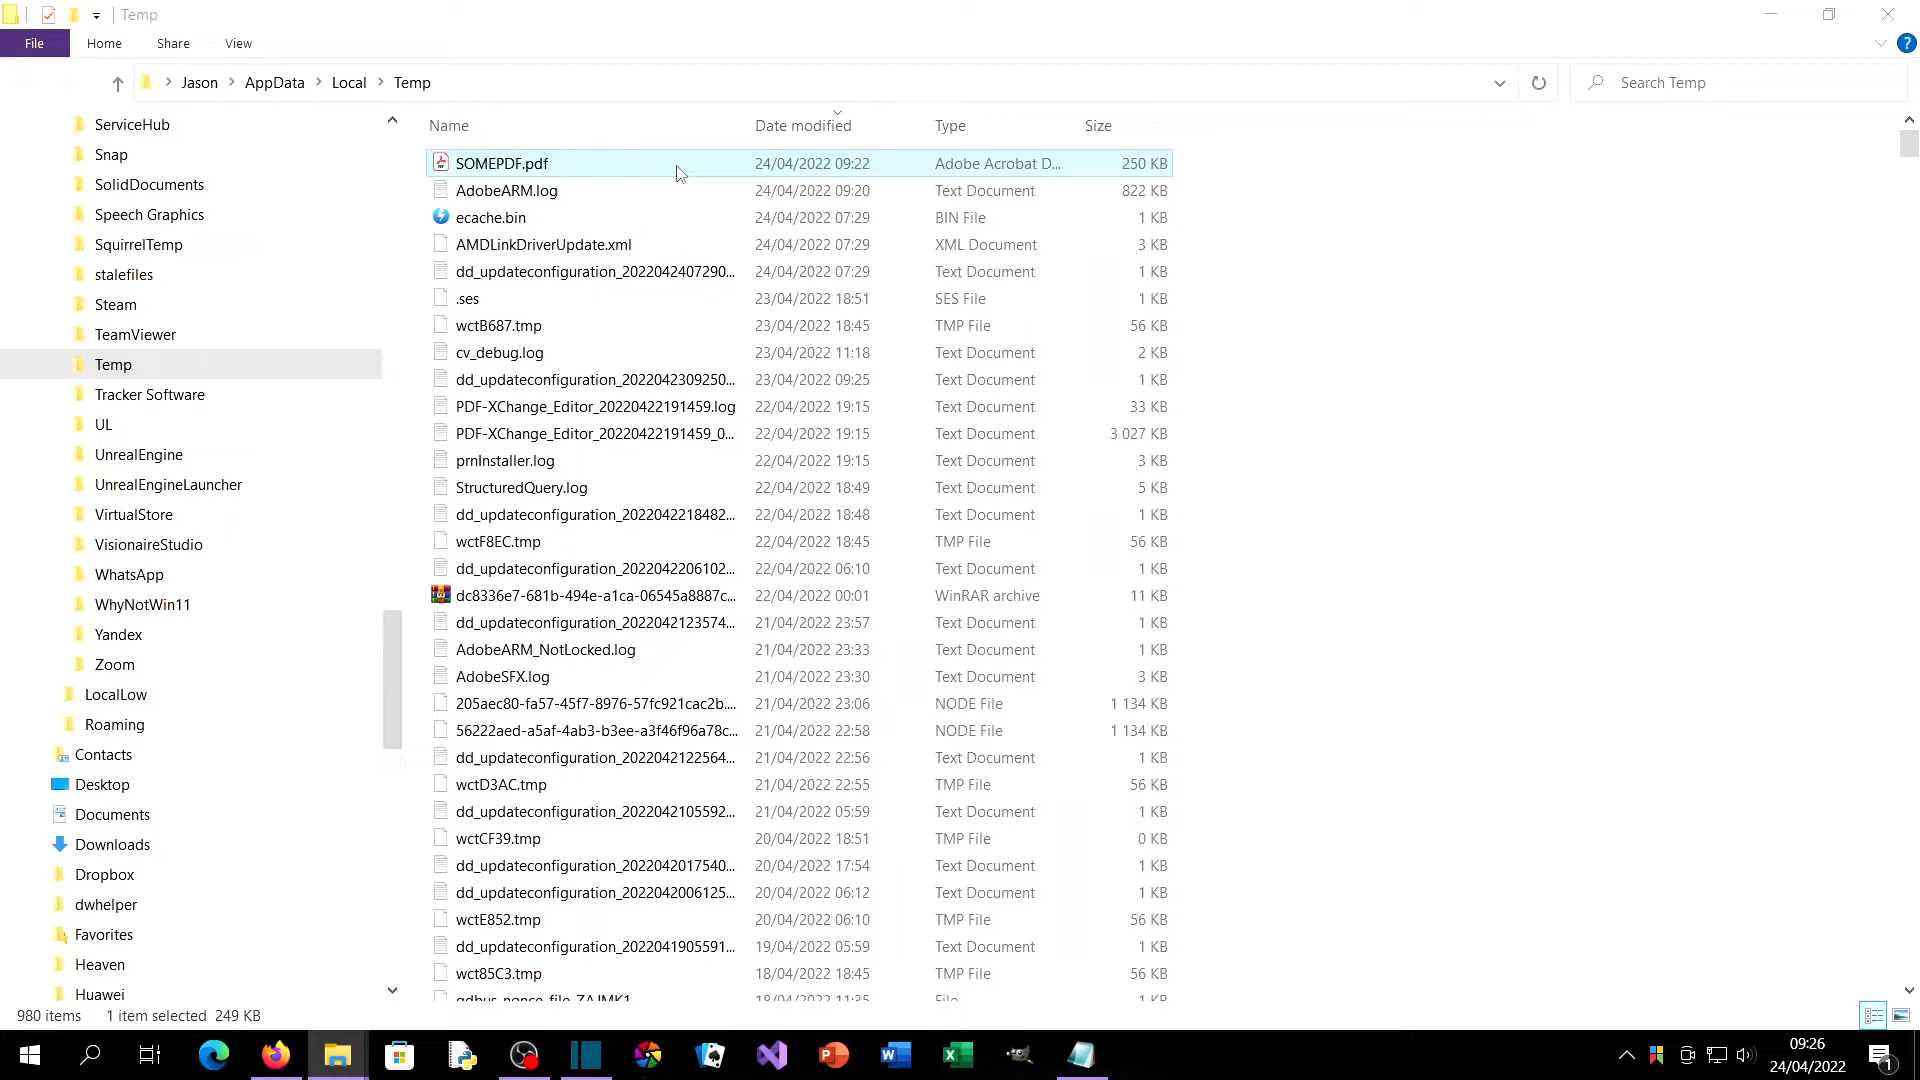 Temp
File Home Share View
Jason AppData Local Temp
Search Temp
ServiceHub
Snap
SolidDocuments
Speech Graphics
SquirrelTemp
stalefiles
Steam
TeamViewer
Temp
Tracker Software
UL
UnrealEngine
UnrealEngineLauncher
VirtualStore
VisionaireStudio
WhatsApp
WhyNotWin11
Yandex
Zoom
LocalLow
Roaming
Contacts
Desktop
Documents
Downloads
Dropbox
dwhelper
Favorites
Heaven
Huawei
Name Date modified Type Size
SOMEPDF.pdf 24/04/2022 09:22 Adobe Acrobat D... 250 KB
AdobeARM.log 24/04/2022 09:20 Text Document 822 KB
ecache.bin 24/04/2022 07:29 BIN File 1 KB
AMDLinkDriverUpdate.xml 24/04/2022 07:29 XML Document 3 KB
dd_updateconfiguration_2022042407290... 24/04/2022 07:29 Text Document 1 KB
.ses 23/04/2022 18:51 SES File 1 KB
wctB687.tmp 23/04/2022 18:45 TMP File 56 KB
cv_debug.log 23/04/2022 11:18 Text Document 2 KB
dd_updateconfiguration_2022042309250... 23/04/2022 09:25 Text Document 1 KB
PDF-XChange_Editor_20220422191459.log 22/04/2022 19:15 Text Document 33 KB
PDF-XChange_Editor_20220422191459_0... 22/04/2022 19:15 Text Document 3 027 KB
prnInstaller.log 22/04/2022 19:15 Text Document 3 KB
StructuredQuery.log 22/04/2022 18:49 Text Document 5 KB
dd_updateconfiguration_2022042218482... 22/04/2022 18:48 Text Document 1 KB
wctF8EC.tmp 22/04/2022 18:45 TMP File 56 KB
dd_updateconfiguration_2022042206102... 22/04/2022 06:10 Text Document 1 KB
dc8336e7-681b-494e-a1ca-06545a8887c... 22/04/2022 00:01 WinRAR archive 11 KB
dd_updateconfiguration_2022042123574... 21/04/2022 23:57 Text Document 1 KB
AdobeARM_NotLocked.log 21/04/2022 23:33 Text Document 1 KB
AdobeSFX.log 21/04/2022 23:30 Text Document 3 KB
205aec80-fa57-45f7-8976-57fc921cac2b.... 21/04/2022 23:06 NODE File 1 134 KB
56222aed-a5af-4ab3-b3ee-a3f46f96a78c... 21/04/2022 22:58 NODE File 1 134 KB
dd_updateconfiguration_2022042122564... 21/04/2022 22:56 Text Document 1 KB
wctD3AC.tmp 21/04/2022 22:55 TMP File 56 KB
dd_updateconfiguration_2022042105592... 21/04/2022 05:59 Text Document 1 KB
wctCF39.tmp 20/04/2022 18:51 TMP File 0 KB
dd_updateconfiguration_2022042017540... 20/04/2022 17:54 Text Document 1 KB
dd_updateconfiguration_2022042006125... 20/04/2022 06:12 Text Document 1 KB
wctE852.tmp 20/04/2022 06:10 TMP File 56 KB
dd_updateconfiguration_2022041905591... 19/04/2022 05:59 Text Document 1 KB
wct85C3.tmp 18/04/2022 18:45 TMP File 56 KB
18/04/2022 11:35 File 1 KB
980 items 1 item selected 249 KB
09:26
24/04/2022
1